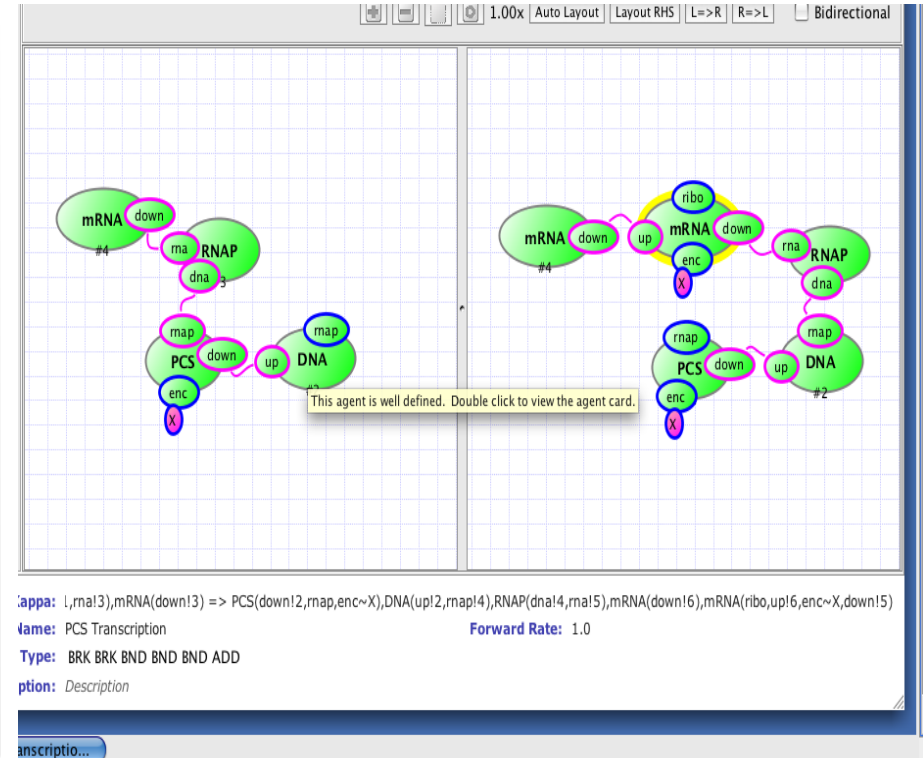 1.00x Auto Layout Layout RHS L=>R R=>L Bidirectional
mRNA down
#4
rna RNAP
dna 3
rnap
PCS down
enc
X
up DNA
rnap
This agent is well defined. Double click to view the agent card.
mRNA down
#4
ribo
up mRNA down
enc
X
rna RNAP
dna
rnap
PCS down
enc
X
rnap
up DNA
#2
Kappa: l,rna!3),mRNA(down!3) => PCS(down!2,rnap,enc~X),DNA(up!2,rnap!4),RNAP(dna!4,rna!5),mRNA(down!6),mRNA(ribo,up!6,enc~X,down!5)
Name: PCS Transcription Forward Rate: 1.0
Type: BRK BRK BND BND BND ADD
ption: Description
anscriptio...